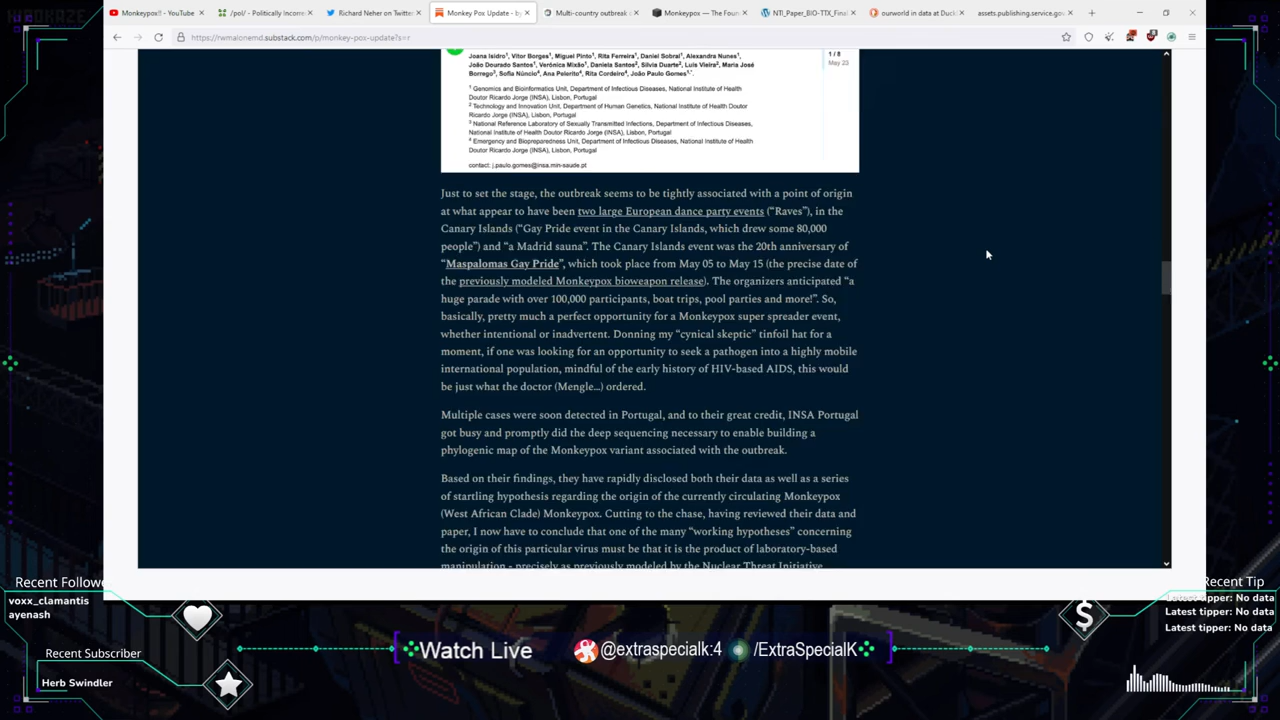 Monkeypox!! - YouTube
/pol/ - Politically Incorre
Richard Neher on Twitter
Monkey Pox Update - by
Multi-country outbreak
Monkeypox — The Fea
NTI_Paper_BIO-TTX_Final
ourworld in data at Duck
assets.publishing.service.gov
https://rwmalonemd.substack.com/p/monkey-pox-update?s=r
Joana Isidro¹, Vítor Borges¹, Miguel Pinto¹, Rita Ferreira¹, Daniel Sobral¹, Alexandra Nunes¹,
João Dourado Santos¹, Verónica Mixão¹, Daniela Santos², Silvia Duarte², Luís Vieira², Maria José
Borrego³, Sofia Núncio⁴, Ana Pelerito⁴, Rita Cordeiro⁴, João Paulo Gomes¹,*.
1 / 8
May 23
¹ Genomics and Bioinformatics Unit, Department of Infectious Diseases, National Institute of Health
Doutor Ricardo Jorge (INSA), Lisbon, Portugal
² Technology and Innovation Unit, Department of Human Genetics, National Institute of Health Doutor
Ricardo Jorge (INSA), Lisbon, Portugal
³ National Reference Laboratory of Sexually Transmitted Infections, Department of Infectious Diseases,
National Institute of Health Doutor Ricardo Jorge (INSA), Lisbon, Portugal
⁴ Emergency and Biopreparedness Unit, Department of Infectious Diseases, National Institute of Health
Doutor Ricardo Jorge (INSA), Lisbon, Portugal
contact: j.paulo.gomes@insa.min-saude.pt
Just to set the stage, the outbreak seems to be tightly associated with a point of origin
at what appear to have been two large European dance party events (“Raves”), in the
Canary Islands (“Gay Pride event in the Canary Islands, which drew some 80,000
people”) and “a Madrid sauna”. The Canary Islands event was the 20th anniversary of
“Maspalomas Gay Pride”, which took place from May 05 to May 15 (the precise date of
the previously modeled Monkeypox bioweapon release). The organizers anticipated “a
huge parade with over 100,000 participants, boat trips, pool parties and more!”. So,
basically, pretty much a perfect opportunity for a Monkeypox super spreader event,
whether intentional or inadvertent. Donning my “cynical skeptic” tinfoil hat for a
moment, if one was looking for an opportunity to seek a pathogen into a highly mobile
international population, mindful of the early history of HIV-based AIDS, this would
be just what the doctor (Mengle…) ordered.
Multiple cases were soon detected in Portugal, and to their great credit, INSA Portugal
got busy and promptly did the deep sequencing necessary to enable building a
phylogenic map of the Monkeypox variant associated with the outbreak.
Based on their findings, they have rapidly disclosed both their data as well as a series
of startling hypothesis regarding the origin of the currently circulating Monkeypox
(West African Clade) Monkeypox. Cutting to the chase, having reviewed their data and
paper, I now have to conclude that one of the many “working hypotheses” concerning
the origin of this particular virus must be that it is the product of laboratory-based
manipulation - precisely as previously modeled by the Nuclear Threat Initiative
Recent Followe
voxx_clamantis
ayenash
Recent Subscriber
Herb Swindler
Watch Live
@extraspecialk:4
/ExtraSpecialK
Recent Tip
Latest tipper: No data
Latest tipper: No data
Latest tipper: No data